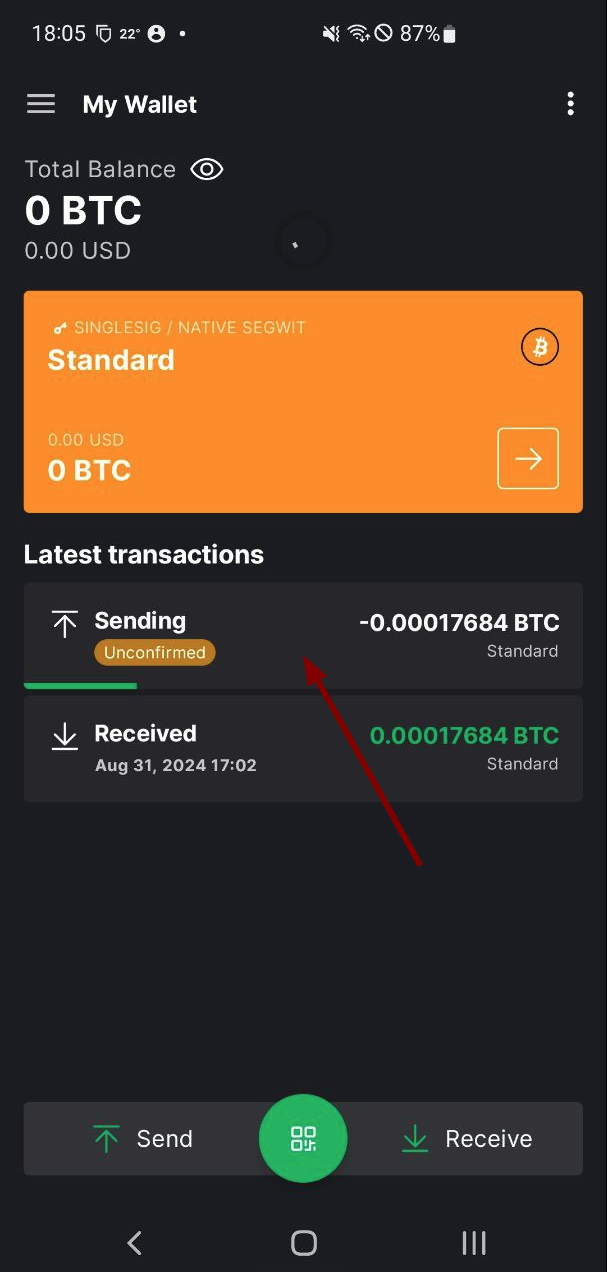 18:05 22° 87%
My Wallet
Total Balance
0 BTC
0.00 USD
SINGLESIG / NATIVE SEGWIT
Standard
0.00 USD
0 BTC
Latest transactions
Sending -0.00017684 BTC
Unconfirmed Standard
Received 0.00017684 BTC
Aug 31, 2024 17:02 Standard
Send Receive